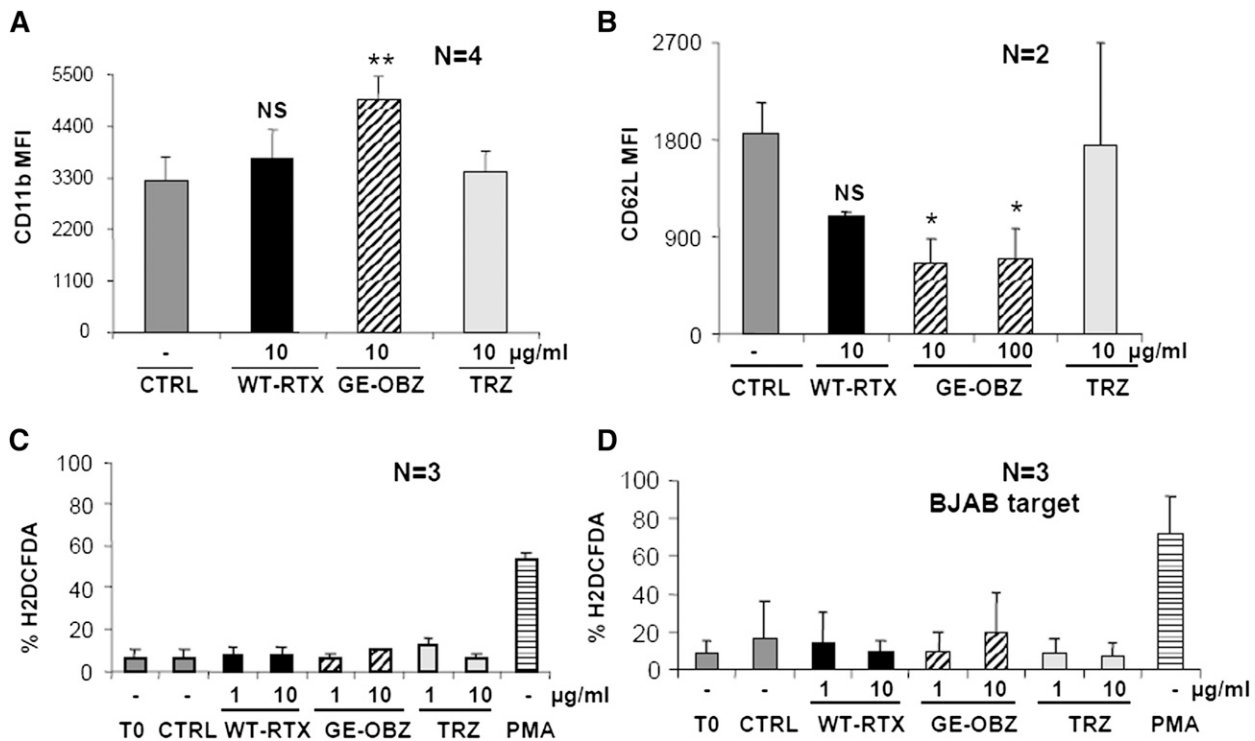 A
N=4
CD11b MFI
5500
4400
3300
2200
1100
0
NS
**
- 10 10 10 µg/ml
CTRL WT-RTX GE-OBZ TRZ
B
N=2
CD62L MFI
2700
1800
900
0
NS
*
*
- 10 10 100 10 µg/ml
CTRL WT-RTX GE-OBZ TRZ
C
N=3
% H2DCFDA
100
80
60
40
20
0
- - 1 10 1 10 1 10 - µg/ml
T0 CTRL WT-RTX GE-OBZ TRZ PMA
D
N=3
BJAB target
% H2DCFDA
100
80
60
40
20
0
- - 1 10 1 10 1 10 - µg/ml
T0 CTRL WT-RTX GE-OBZ TRZ PMA